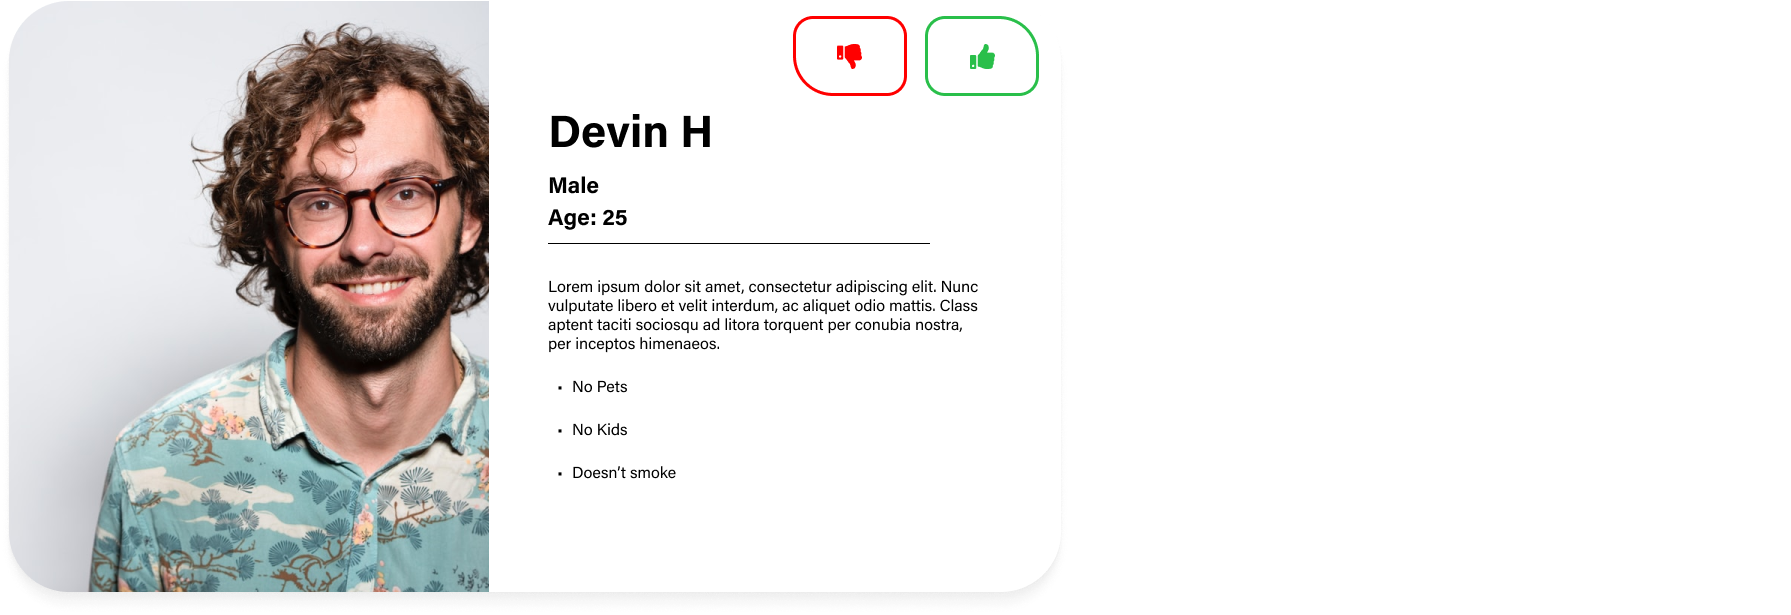 Devin H
Male
Age: 25
Lorem ipsum dolor sit amet, consectetur adipiscing elit. Nunc
vulputate libero et velit interdum, ac aliquet odio mattis. Class
aptent taciti sociosqu ad litora torquent per conubia nostra,
per inceptos himenaeos.
• No Pets
• No Kids
• Doesn't smoke